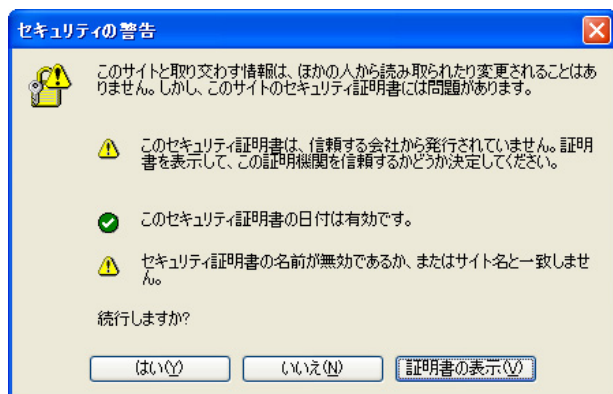 セキュリティの警告
このサイトと取り交わす情報は、ほかの人から読み取られたり変更されることはあ
りません。しかし、このサイトのセキュリティ証明書には問題があります。
このセキュリティ証明書は、信頼する会社から発行されていません。証明
書を表示して、この証明機関を信頼するかどうか決定してください。
このセキュリティ証明書の日付は有効です。
セキュリティ証明書の名前が無効であるか、またはサイト名と一致しませ
ん。
続行しますか?
はい(Y) いいえ(N) 証明書の表示(V)